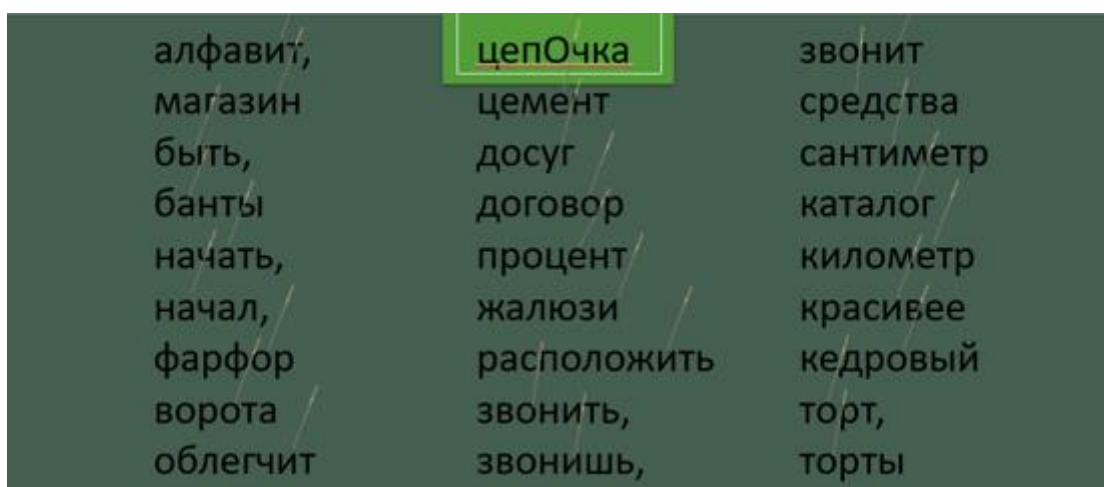 алфавит,
магазин
быть,
банты
начать,
начал,
фарфор
ворота
облегчит
цепОчка
цемент
досуг
договор
процент
жалюзи
расположить
звонить,
звонишь,
звонит
средства
сантиметр
каталог
километр
красивее
кедровый
торт,
торты